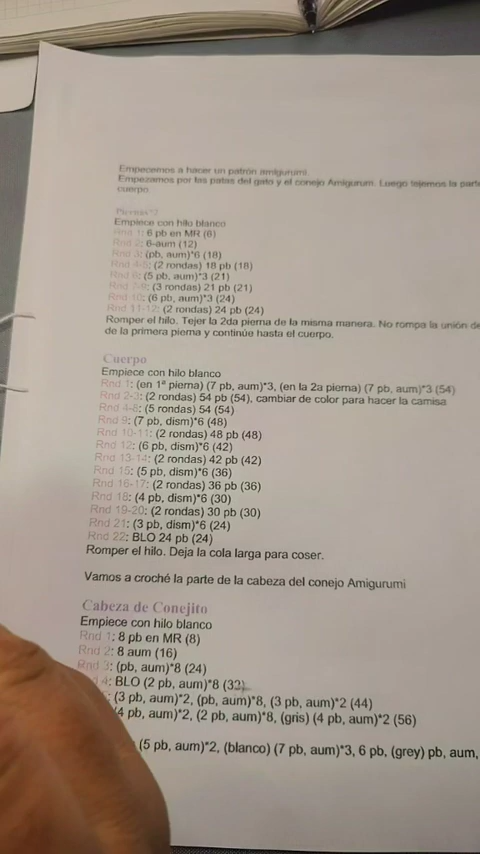 Empecemos a hacer un patrón amigurumi.
Empezamos por las patas del gato y el conejo Amigurumi. Luego tejemos la parte
cuerpo
Piernas*2
Empiece con hilo blanco
Rnd 1: 6 pb en MR (6)
Rnd 2: 6-aum (12)
Rnd 3: (pb, aum)*6 (18)
Rnd 4-5: (2 rondas) 18 pb (18)
Rnd 6: (5 pb, aum)*3 (21)
Rnd 7-9: (3 rondas) 21 pb (21)
Rnd 10: (6 pb, aum)*3 (24)
Rnd 11-12: (2 rondas) 24 pb (24)
Romper el hilo. Tejer la 2da pierna de la misma manera. No rompa la unión de
de la primera pierna y continúe hasta el cuerpo.
Cuerpo
Empiece con hilo blanco
Rnd 1: (en 1ª pierna) (7 pb, aum)*3, (en la 2a pierna) (7 pb, aum)*3 (54)
Rnd 2-3: (2 rondas) 54 pb (54), cambiar de color para hacer la camisa
Rnd 4-8: (5 rondas) 54 (54)
Rnd 9: (7 pb, dism)*6 (48)
Rnd 10-11: (2 rondas) 48 pb (48)
Rnd 12: (6 pb, dism)*6 (42)
Rnd 13-14: (2 rondas) 42 pb (42)
Rnd 15: (5 pb, dism)*6 (36)
Rnd 16-17: (2 rondas) 36 pb (36)
Rnd 18: (4 pb, dism)*6 (30)
Rnd 19-20: (2 rondas) 30 pb (30)
Rnd 21: (3 pb, dism)*6 (24)
Rnd 22: BLO 24 pb (24)
Romper el hilo. Deja la cola larga para coser.
Vamos a croché la parte de la cabeza del conejo Amigurumi
Cabeza de Conejito
Empiece con hilo blanco
Rnd 1: 8 pb en MR (8)
Rnd 2: 8 aum (16)
Rnd 3: (pb, aum)*8 (24)
4: BLO (2 pb, aum)*8 (32)
(3 pb, aum)*2, (pb, aum)*8, (3 pb, aum)*2 (44)
(4 pb, aum)*2, (2 pb, aum)*8, (gris) (4 pb, aum)*2 (56)
(5 pb, aum)*2, (blanco) (7 pb, aum)*3, 6 pb, (grey) pb, aum,